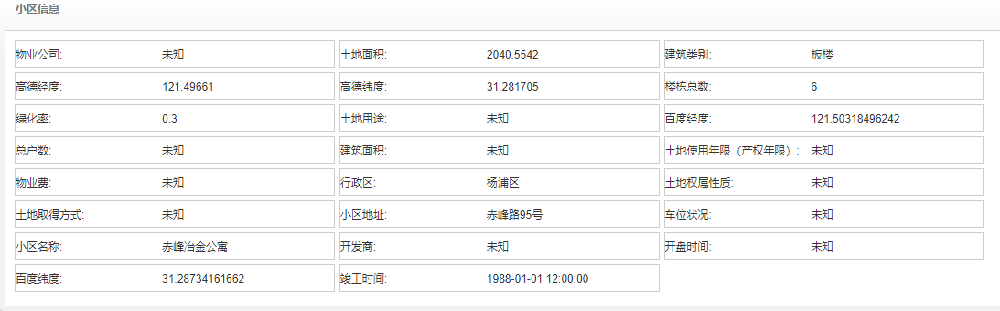 小区信息
物业公司: 未知 土地面积: 2040.5542 建筑类别: 板楼
高德经度: 121.49661 高德纬度: 31.281705 楼栋总数: 6
绿化率: 0.3 土地用途: 未知 百度经度: 121.50318496242
总户数: 未知 建筑面积: 未知 土地使用年限（产权年限）: 未知
物业费: 未知 行政区: 杨浦区 土地权属性质: 未知
土地取得方式: 未知 小区地址: 赤峰路95号 车位状况: 未知
小区名称: 赤峰冶金公寓 开发商: 未知 开盘时间: 未知
百度纬度: 31.28734161662 竣工时间: 1988-01-01 12:00:00